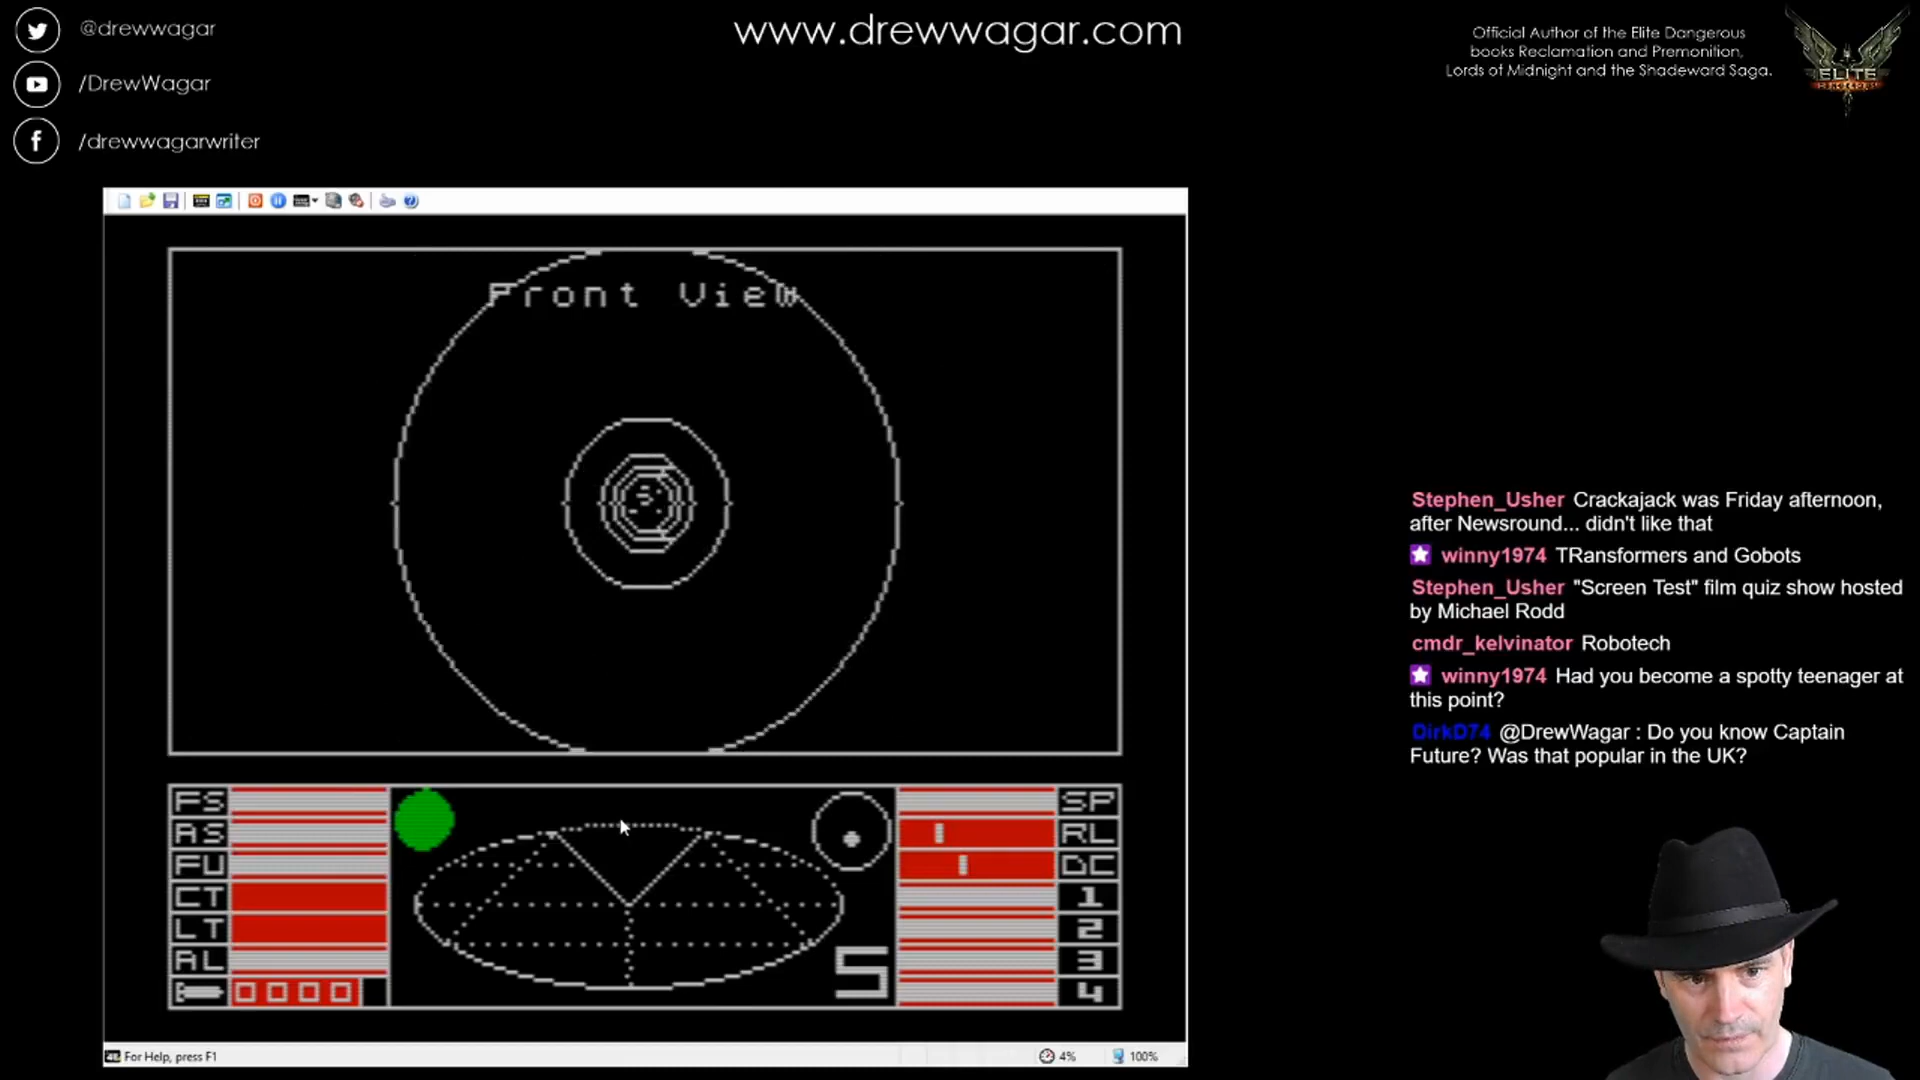 @drewwagar
/DrewWagar
/drewwagarwriter
www.drewwagar.com
Official Author of the Elite Dangerous
books Reclamation and Premonition,
Lords of Midnight and the Shadeward Saga.
ELITE
DANGEROUS
Front View
FS
AS
FU
CT
LT
AL
S
SP
RL
DC
1
2
3
4
For Help, press F1
4%
100%
Stephen_Usher Crackajack was Friday afternoon,
after Newsround... didn't like that
winny1974 TRansformers and Gobots
Stephen_Usher "Screen Test" film quiz show hosted
by Michael Rodd
cmdr_kelvinator Robotech
winny1974 Had you become a spotty teenager at
this point?
DirkD74 @DrewWagar : Do you know Captain
Future? Was that popular in the UK?